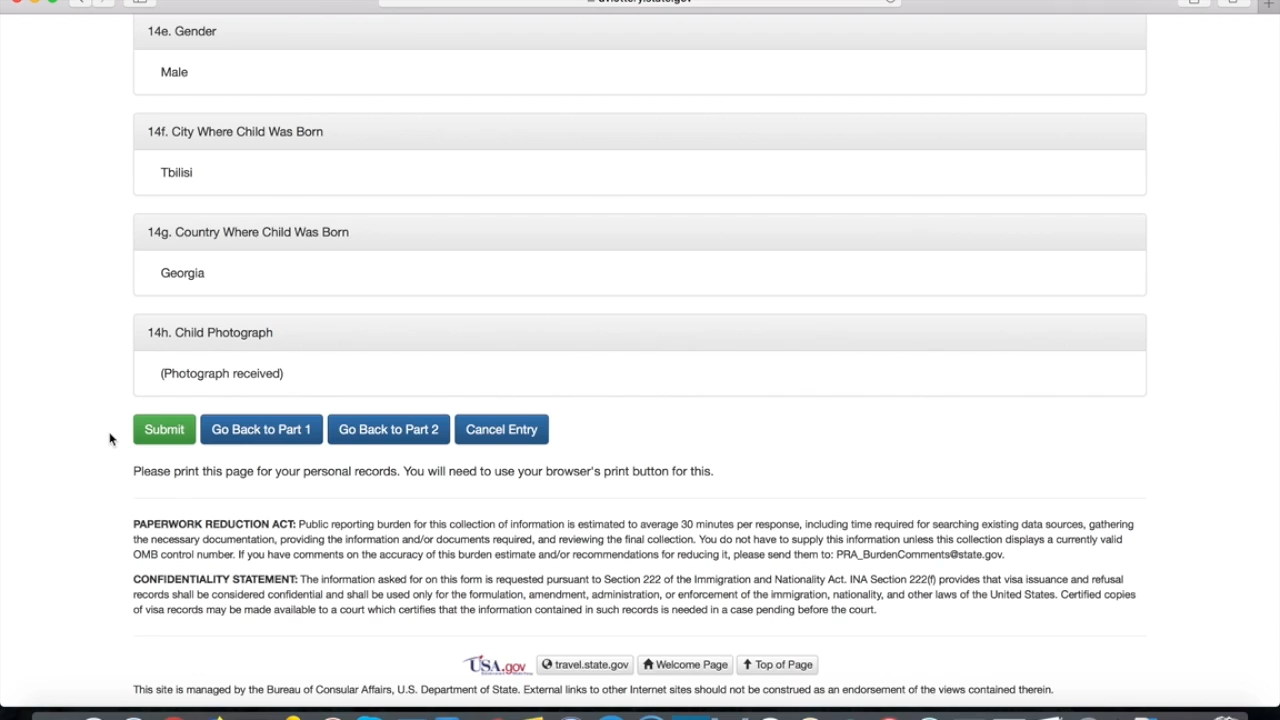 14e. Gender
Male
14f. City Where Child Was Born
Tbilisi
14g. Country Where Child Was Born
Georgia
14h. Child Photograph
(Photograph received)
Submit Go Back to Part 1 Go Back to Part 2 Cancel Entry
Please print this page for your personal records. You will need to use your browser's print button for this.
PAPERWORK REDUCTION ACT: Public reporting burden for this collection of information is estimated to average 30 minutes per response, including time required for searching existing data sources, gathering
the necessary documentation, providing the information and/or documents required, and reviewing the final collection. You do not have to supply this information unless this collection displays a currently valid
OMB control number. If you have comments on the accuracy of this burden estimate and/or recommendations for reducing it, please send them to: PRA_BurdenComments@state.gov.
CONFIDENTIALITY STATEMENT: The information asked for on this form is requested pursuant to Section 222 of the Immigration and Nationality Act. INA Section 222(f) provides that visa issuance and refusal
records shall be considered confidential and shall be used only for the formulation, amendment, administration, or enforcement of the immigration, nationality, and other laws of the United States. Certified copies
of visa records may be made available to a court which certifies that the information contained in such records is needed in a case pending before the court.
USA.gov travel.state.gov Welcome Page Top of Page
This site is managed by the Bureau of Consular Affairs, U.S. Department of State. External links to other Internet sites should not be construed as an endorsement of the views contained therein.